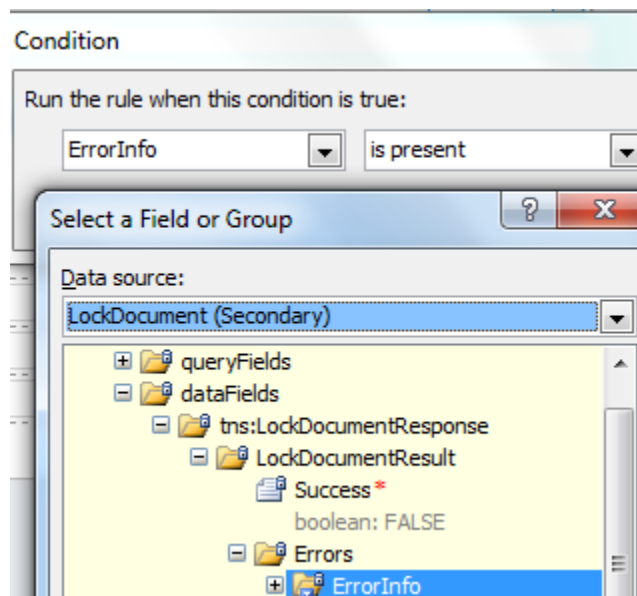 Condition
Run the rule when this condition is true:
ErrorInfo is present
Select a Field or Group ? X
Data source:
LockDocument (Secondary)
queryFields
dataFields
tns:LockDocumentResponse
LockDocumentResult
Success*
boolean: FALSE
Errors
ErrorInfo